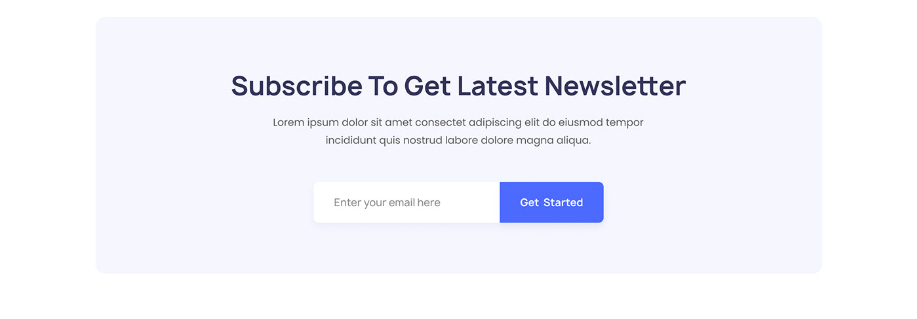 Subscribe To Get Latest Newsletter
Lorem ipsum dolor sit amet consectet adipiscing elit do eiusmod tempor
incididunt quis nostrud labore dolore magna aliqua.
Enter your email here
Get Started